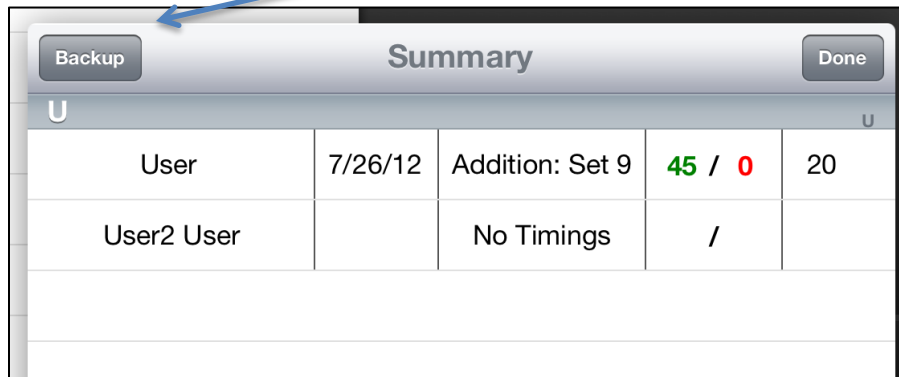 Backup Summary Done
U U
User 7/26/12 Addition: Set 9 45 / 0 20
User2 User No Timings /